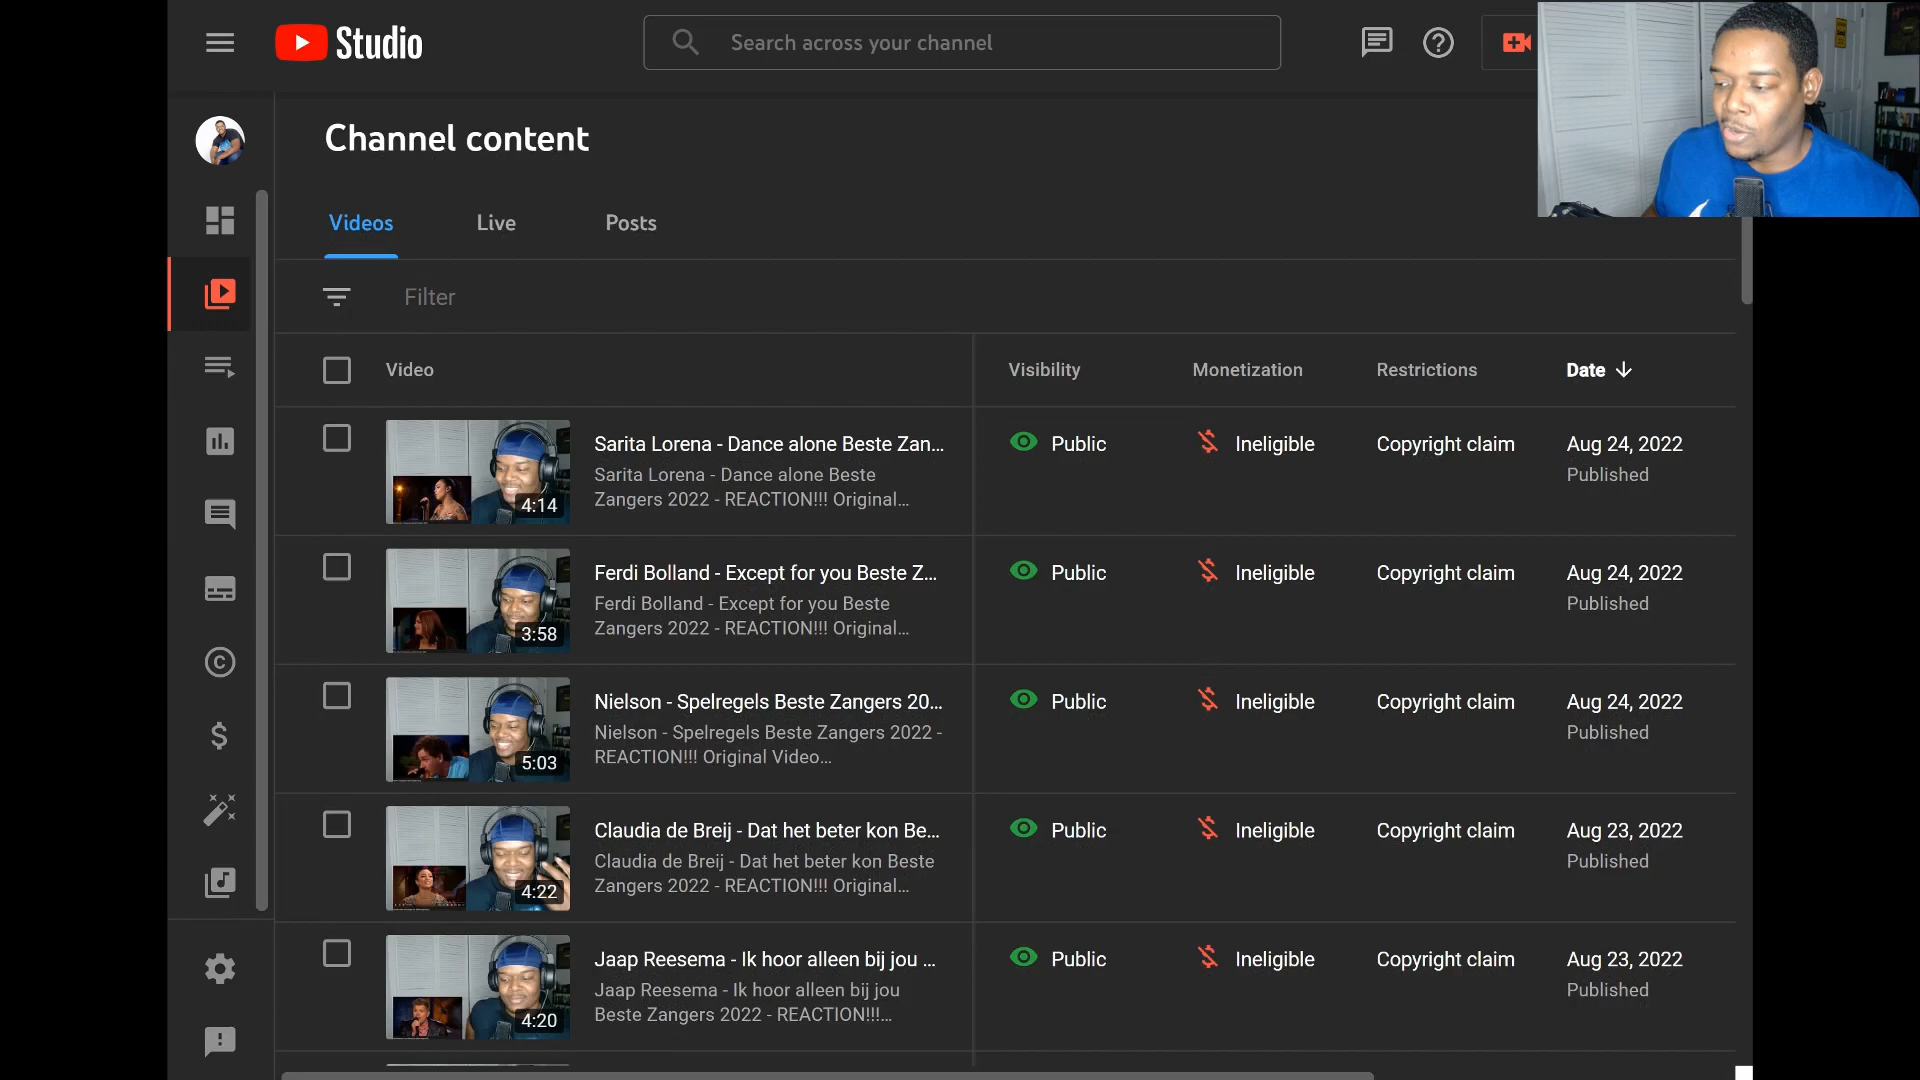 Studio
Search across your channel
Channel content
Videos
Live
Posts
Filter
Video
Visibility
Monetization
Restrictions
Date
Sarita Lorena - Dance alone Beste Zan...
Sarita Lorena - Dance alone Beste
Zangers 2022 - REACTION!!! Original...
4:14
Public
Ineligible
Copyright claim
Aug 24, 2022
Published
Ferdi Bolland - Except for you Beste Z...
Ferdi Bolland - Except for you Beste
Zangers 2022 - REACTION!!! Original...
3:58
Public
Ineligible
Copyright claim
Aug 24, 2022
Published
Nielson - Spelregels Beste Zangers 20...
Nielson - Spelregels Beste Zangers 2022 -
REACTION!!! Original Video...
5:03
Public
Ineligible
Copyright claim
Aug 24, 2022
Published
Claudia de Breij - Dat het beter kon Be...
Claudia de Breij - Dat het beter kon Beste
Zangers 2022 - REACTION!!! Original...
4:22
Public
Ineligible
Copyright claim
Aug 23, 2022
Published
Jaap Reesema - Ik hoor alleen bij jou ...
Jaap Reesema - Ik hoor alleen bij jou
Beste Zangers 2022 - REACTION!!!...
4:20
Public
Ineligible
Copyright claim
Aug 23, 2022
Published